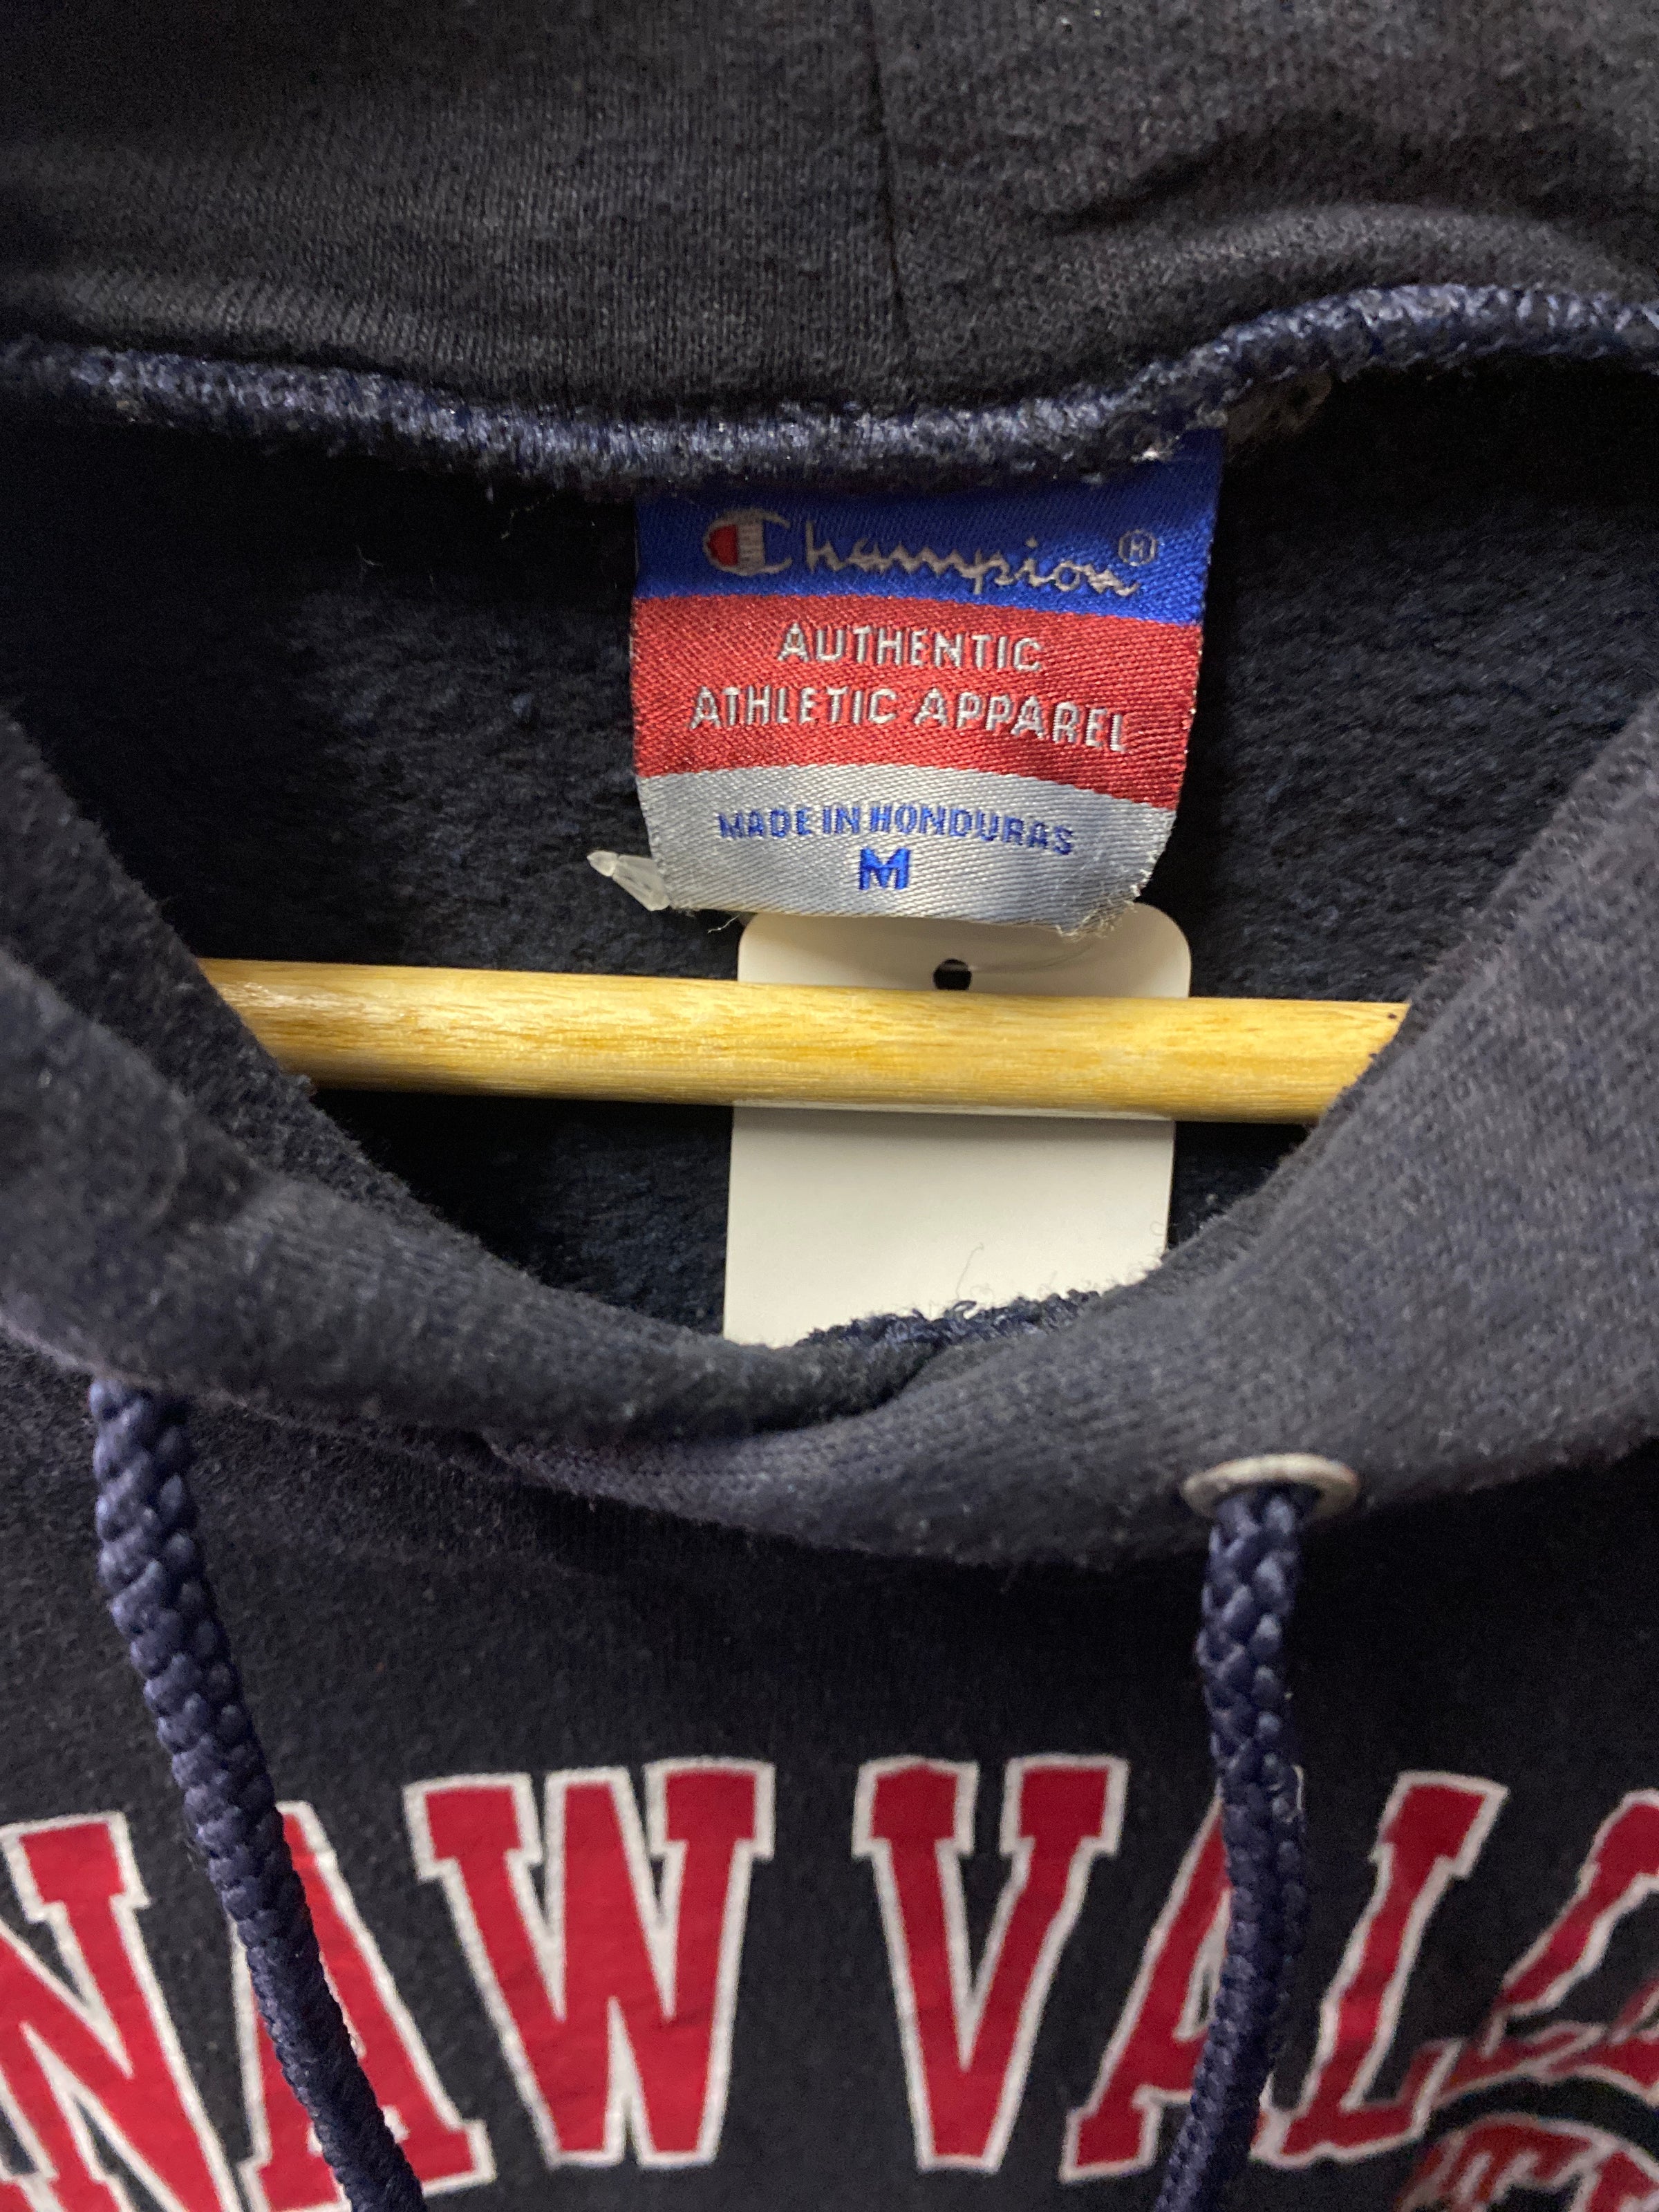 Champion®
AUTHENTIC
ATHLETIC APPAREL
MADE IN HONDURAS
M
NAW VAL